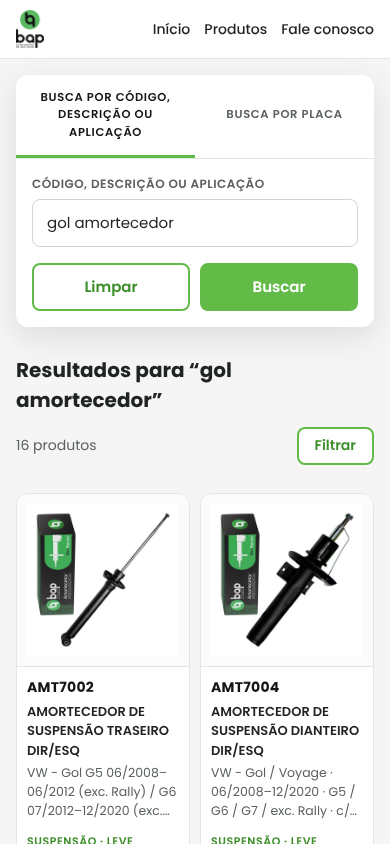 bap
Início Produtos Fale conosco
BUSCA POR CÓDIGO,
DESCRIÇÃO OU
APLICAÇÃO
BUSCA POR PLACA
CÓDIGO, DESCRIÇÃO OU APLICAÇÃO
gol amortecedor
Limpar
Buscar
Resultados para “gol
amortecedor”
16 produtos
Filtrar
bap
bap
AMT7002
AMORTECEDOR DE
SUSPENSÃO TRASEIRO
DIR/ESQ
VW - Gol G5 06/2008–
06/2012 (exc. Rally) / G6
07/2012–12/2020 (exc.…
SUSPENSÃO · LEVE
AMT7004
AMORTECEDOR DE
SUSPENSÃO DIANTEIRO
DIR/ESQ
VW - Gol / Voyage ·
06/2008–12/2020 · G5 /
G6 / G7 / exc. Rally · c/…
SUSPENSÃO · LEVE